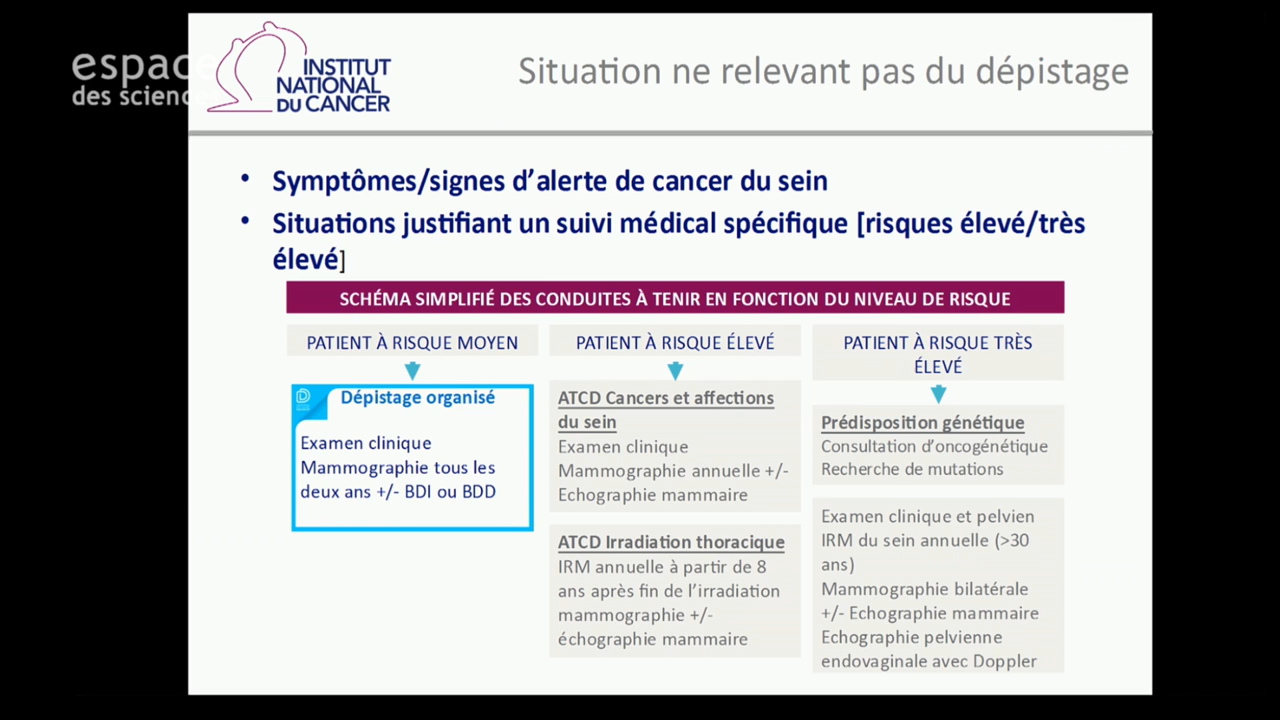 espace
des sciences
INSTITUT
NATIONAL
DU CANCER
Situation ne relevant pas du dépistage
• Symptômes/signes d'alerte de cancer du sein
• Situations justifiant un suivi médical spécifique [risques élevé/très
élevé]
SCHÉMA SIMPLIFIÉ DES CONDUITES À TENIR EN FONCTION DU NIVEAU DE RISQUE
PATIENT À RISQUE MOYEN
Dépistage organisé
Examen clinique
Mammographie tous les
deux ans +/- BDI ou BDD
PATIENT À RISQUE ÉLEVÉ
ATCD Cancers et affections
du sein
Examen clinique
Mammographie annuelle +/-
Echographie mammaire
ATCD Irradiation thoracique
IRM annuelle à partir de 8
ans après fin de l'irradiation
mammographie +/-
échographie mammaire
PATIENT À RISQUE TRÈS
ÉLEVÉ
Prédisposition génétique
Consultation d'oncogénétique
Recherche de mutations
Examen clinique et pelvien
IRM du sein annuelle (>30
ans)
Mammographie bilatérale
+/- Echographie mammaire
Echographie pelvienne
endovaginale avec Doppler